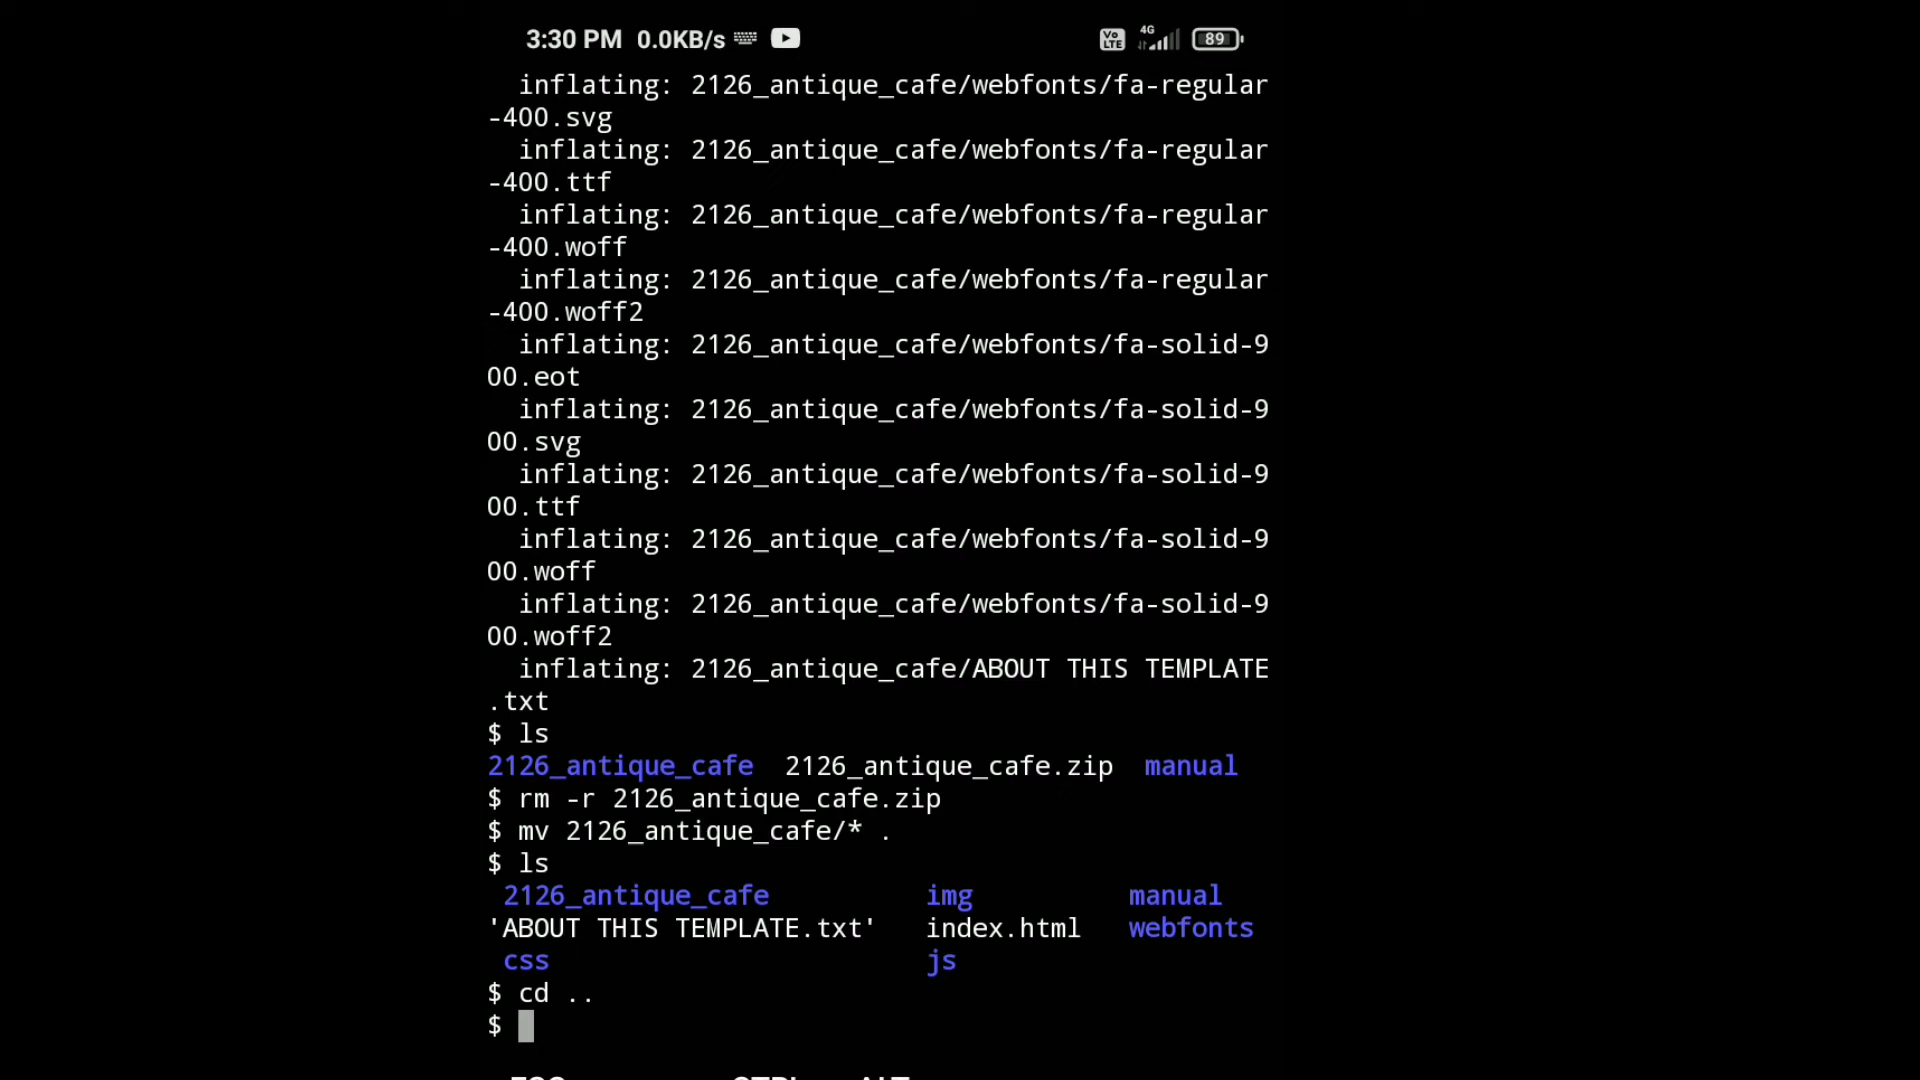 3:30 PM 0.0KB/s Vo LTE 4G 89
inflating: 2126_antique_cafe/webfonts/fa-regular
-400.svg
inflating: 2126_antique_cafe/webfonts/fa-regular
-400.ttf
inflating: 2126_antique_cafe/webfonts/fa-regular
-400.woff
inflating: 2126_antique_cafe/webfonts/fa-regular
-400.woff2
inflating: 2126_antique_cafe/webfonts/fa-solid-9
00.eot
inflating: 2126_antique_cafe/webfonts/fa-solid-9
00.svg
inflating: 2126_antique_cafe/webfonts/fa-solid-9
00.ttf
inflating: 2126_antique_cafe/webfonts/fa-solid-9
00.woff
inflating: 2126_antique_cafe/webfonts/fa-solid-9
00.woff2
inflating: 2126_antique_cafe/ABOUT THIS TEMPLATE
.txt
$ ls
2126_antique_cafe 2126_antique_cafe.zip manual
$ rm -r 2126_antique_cafe.zip
$ mv 2126_antique_cafe/* .
$ ls
2126_antique_cafe img manual
'ABOUT THIS TEMPLATE.txt' index.html webfonts
css js
$ cd ..
$